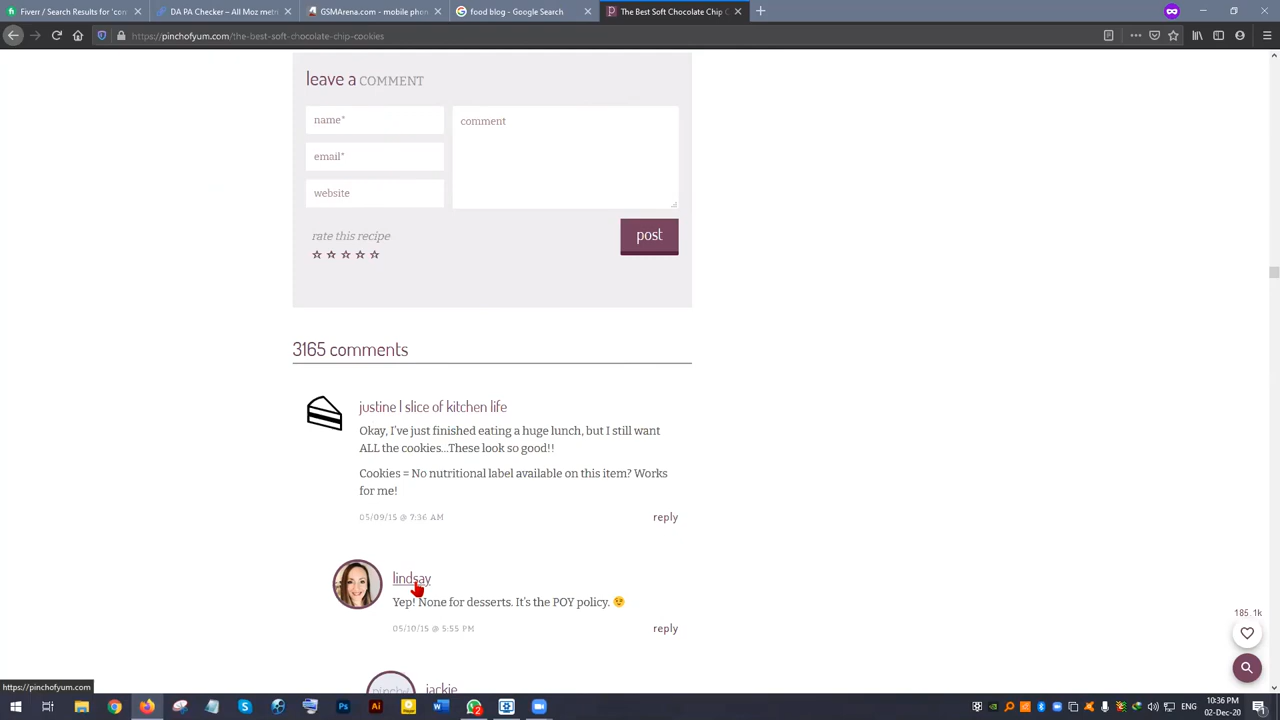 Fiverr / Search Results for 'con
DA PA Checker – All Moz metri
GSMArena.com - mobile phon
food blog - Google Search
The Best Soft Chocolate Chip C
https://pinchofyum.com/the-best-soft-chocolate-chip-cookies
leave a COMMENT
name*
comment
email*
website
rate this recipe
post
3165 comments
justine | slice of kitchen life
Okay, I've just finished eating a huge lunch, but I still want
ALL the cookies...These look so good!!
Cookies = No nutritional label available on this item? Works
for me!
05/09/15 @ 7:36 AM
reply
lindsay
Yep! None for desserts. It's the POY policy. 😉
05/10/15 @ 5:55 PM
reply
185.1k
jackie
https://pinchofyum.com
10:36 PM
02-Dec-20